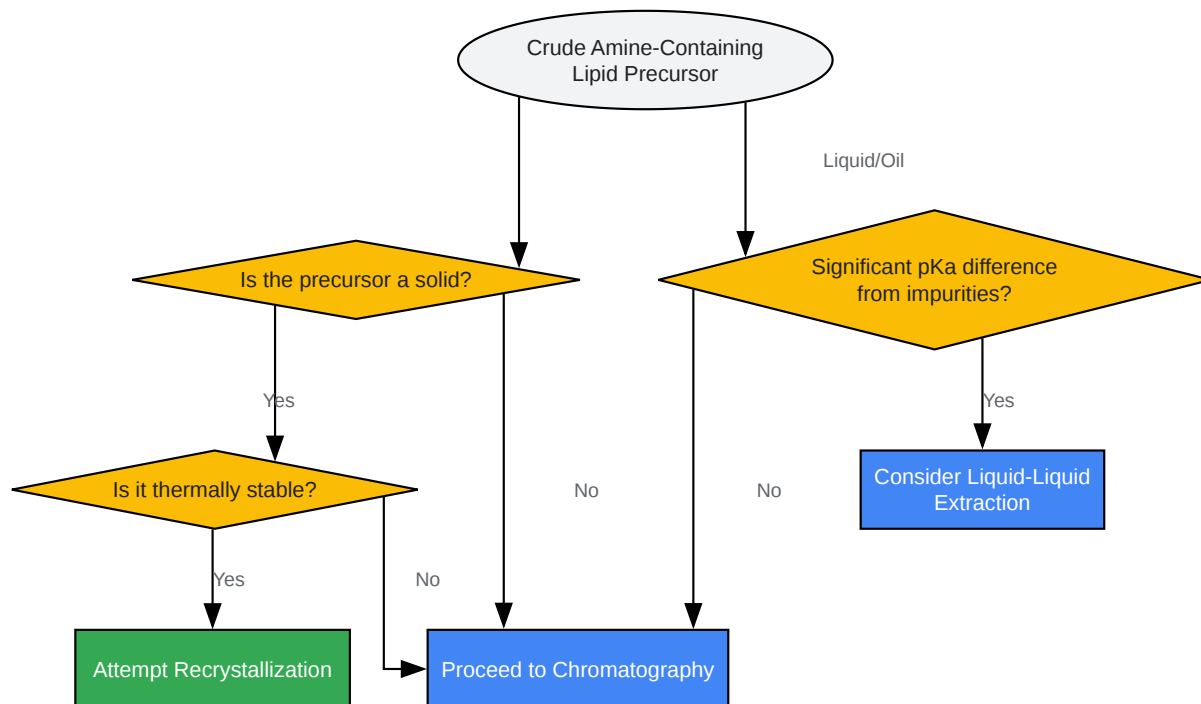 Crude Amine-Containing
Lipid Precursor
Liquid/Oil
Is the precursor a solid?
Significant pKa difference
from impurities?
Yes
Yes
Is it thermally stable?
No
No
Consider Liquid-Liquid
Extraction
Yes
No
Attempt Recrystallization
Proceed to Chromatography